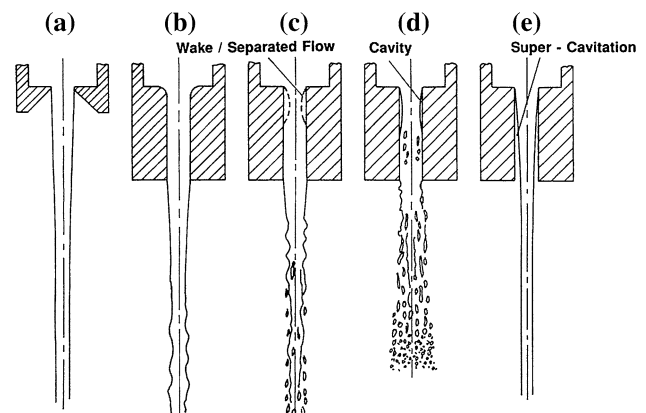 (a) (b) (c) (d) (e)
Wake / Separated Flow Cavity Super - Cavitation